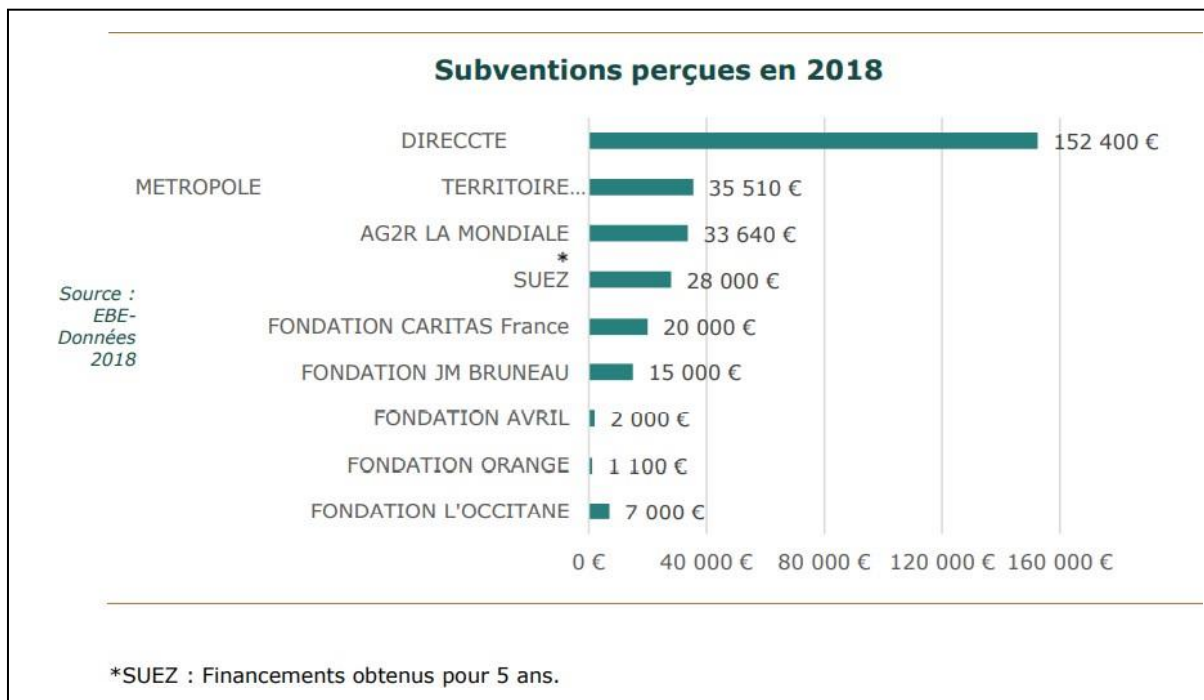 Subventions perçues en 2018
DIRECCTE 152 400 €
METROPOLE TERRITOIRE... 35 510 €
AG2R LA MONDIALE 33 640 €
*
SUEZ 28 000 €
Source :
EBE-
Données
2018
FONDATION CARITAS France 20 000 €
FONDATION JM BRUNEAU 15 000 €
FONDATION AVRIL 2 000 €
FONDATION ORANGE 1 100 €
FONDATION L'OCCITANE 7 000 €
0 € 40 000 € 80 000 € 120 000 € 160 000 €
*SUEZ : Financements obtenus pour 5 ans.